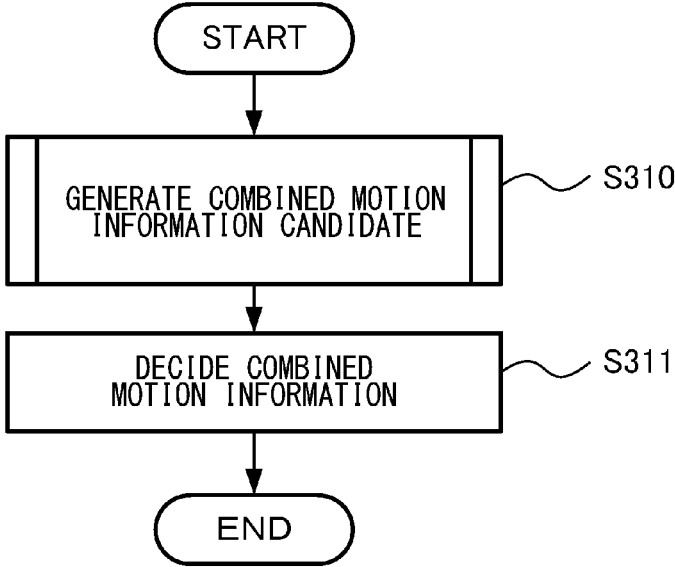 START
GENERATE COMBINED MOTION
INFORMATION CANDIDATE
S310
DECIDE COMBINED
MOTION INFORMATION
S311
END